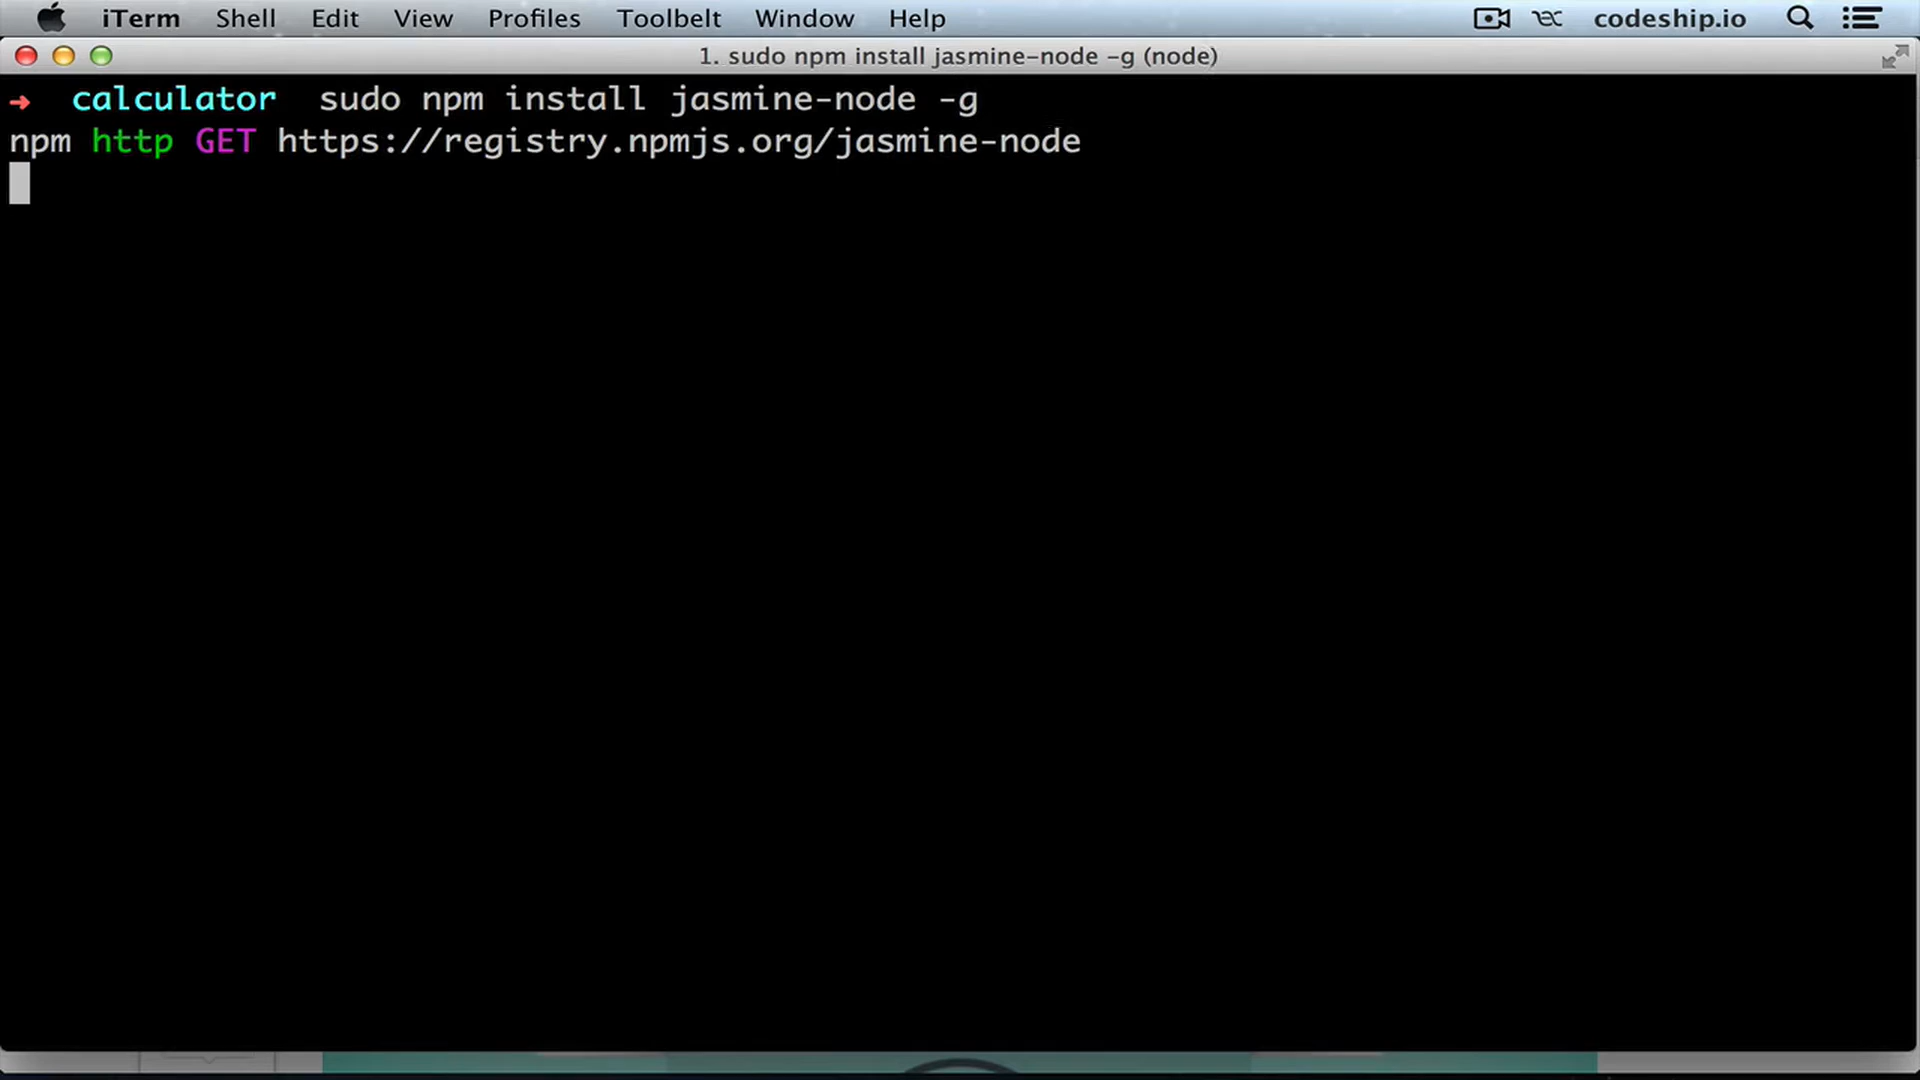 iTerm Shell Edit View Profiles Toolbelt Window Help codeship.io
1. sudo npm install jasmine-node -g (node)
➜ calculator sudo npm install jasmine-node -g
npm http GET https://registry.npmjs.org/jasmine-node